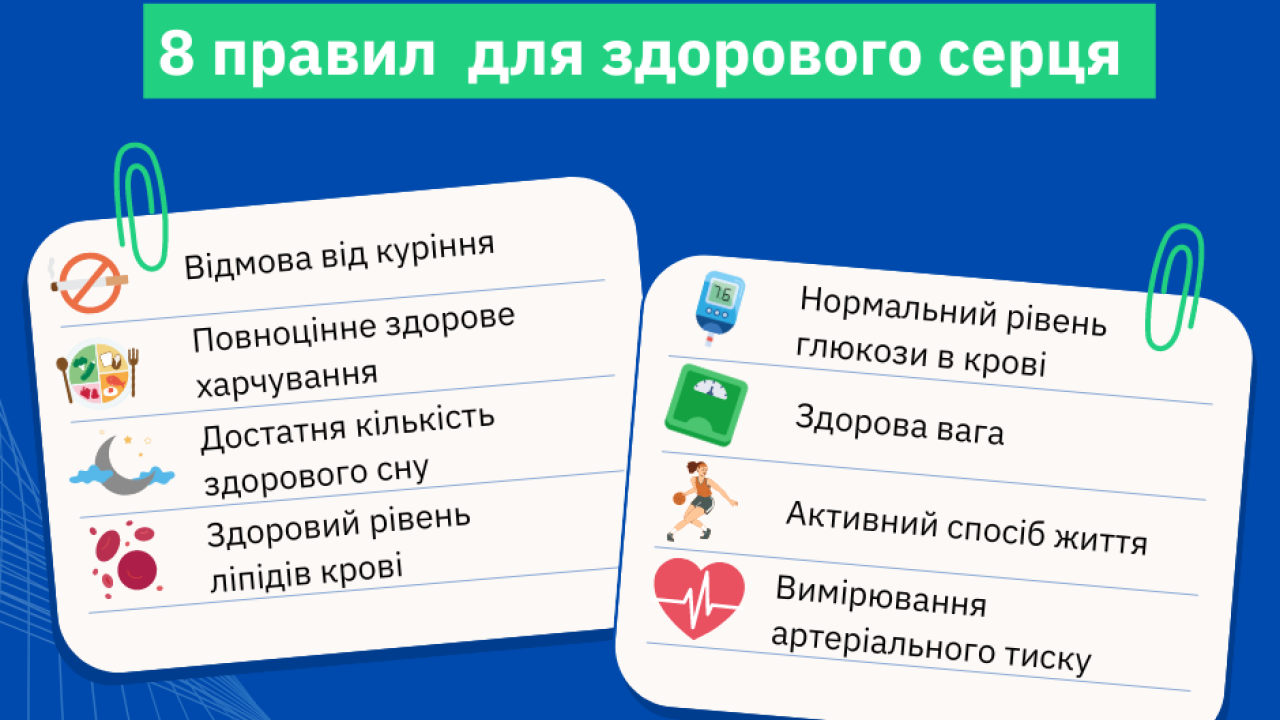 8 правил для здорового серця
Відмова від куріння
Повноцінне здорове
харчування
Достатня кількість
здорового сну
Здоровий рівень
ліпідів крові
76
Нормальний рівень
глюкози в крові
Здорова вага
Активний спосіб життя
Вимірювання
артеріального тиску